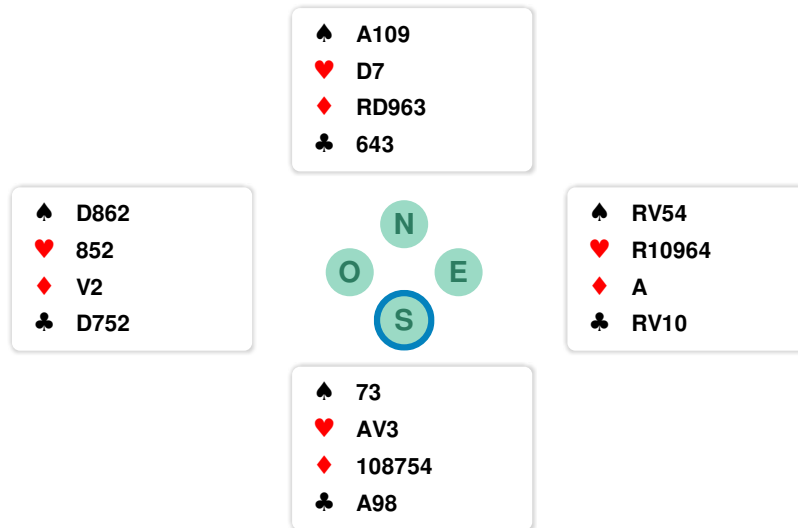 ♠ A109
♥ D7
♦ RD963
♣ 643
♠ D862
♥ 852
♦ V2
♣ D752
N
O E
S
♠ RV54
♥ R10964
♦ A
♣ RV10
♠ 73
♥ AV3
♦ 108754
♣ A98